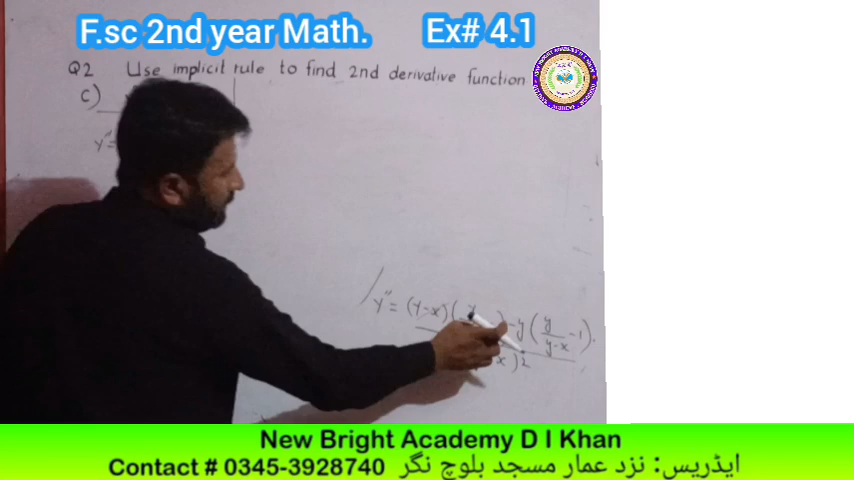 F.sc 2nd year Math. Ex# 4.1
Q2 Use implicit rule to find 2nd derivative function
C)
y'' =
y'' = (y-x)(y ) - y(y/y-x -1).
x)2
New Bright Academy D I Khan
Contact # 0345-3928740 ایڈریس: نزد عمار مسجد بلوچ نگر